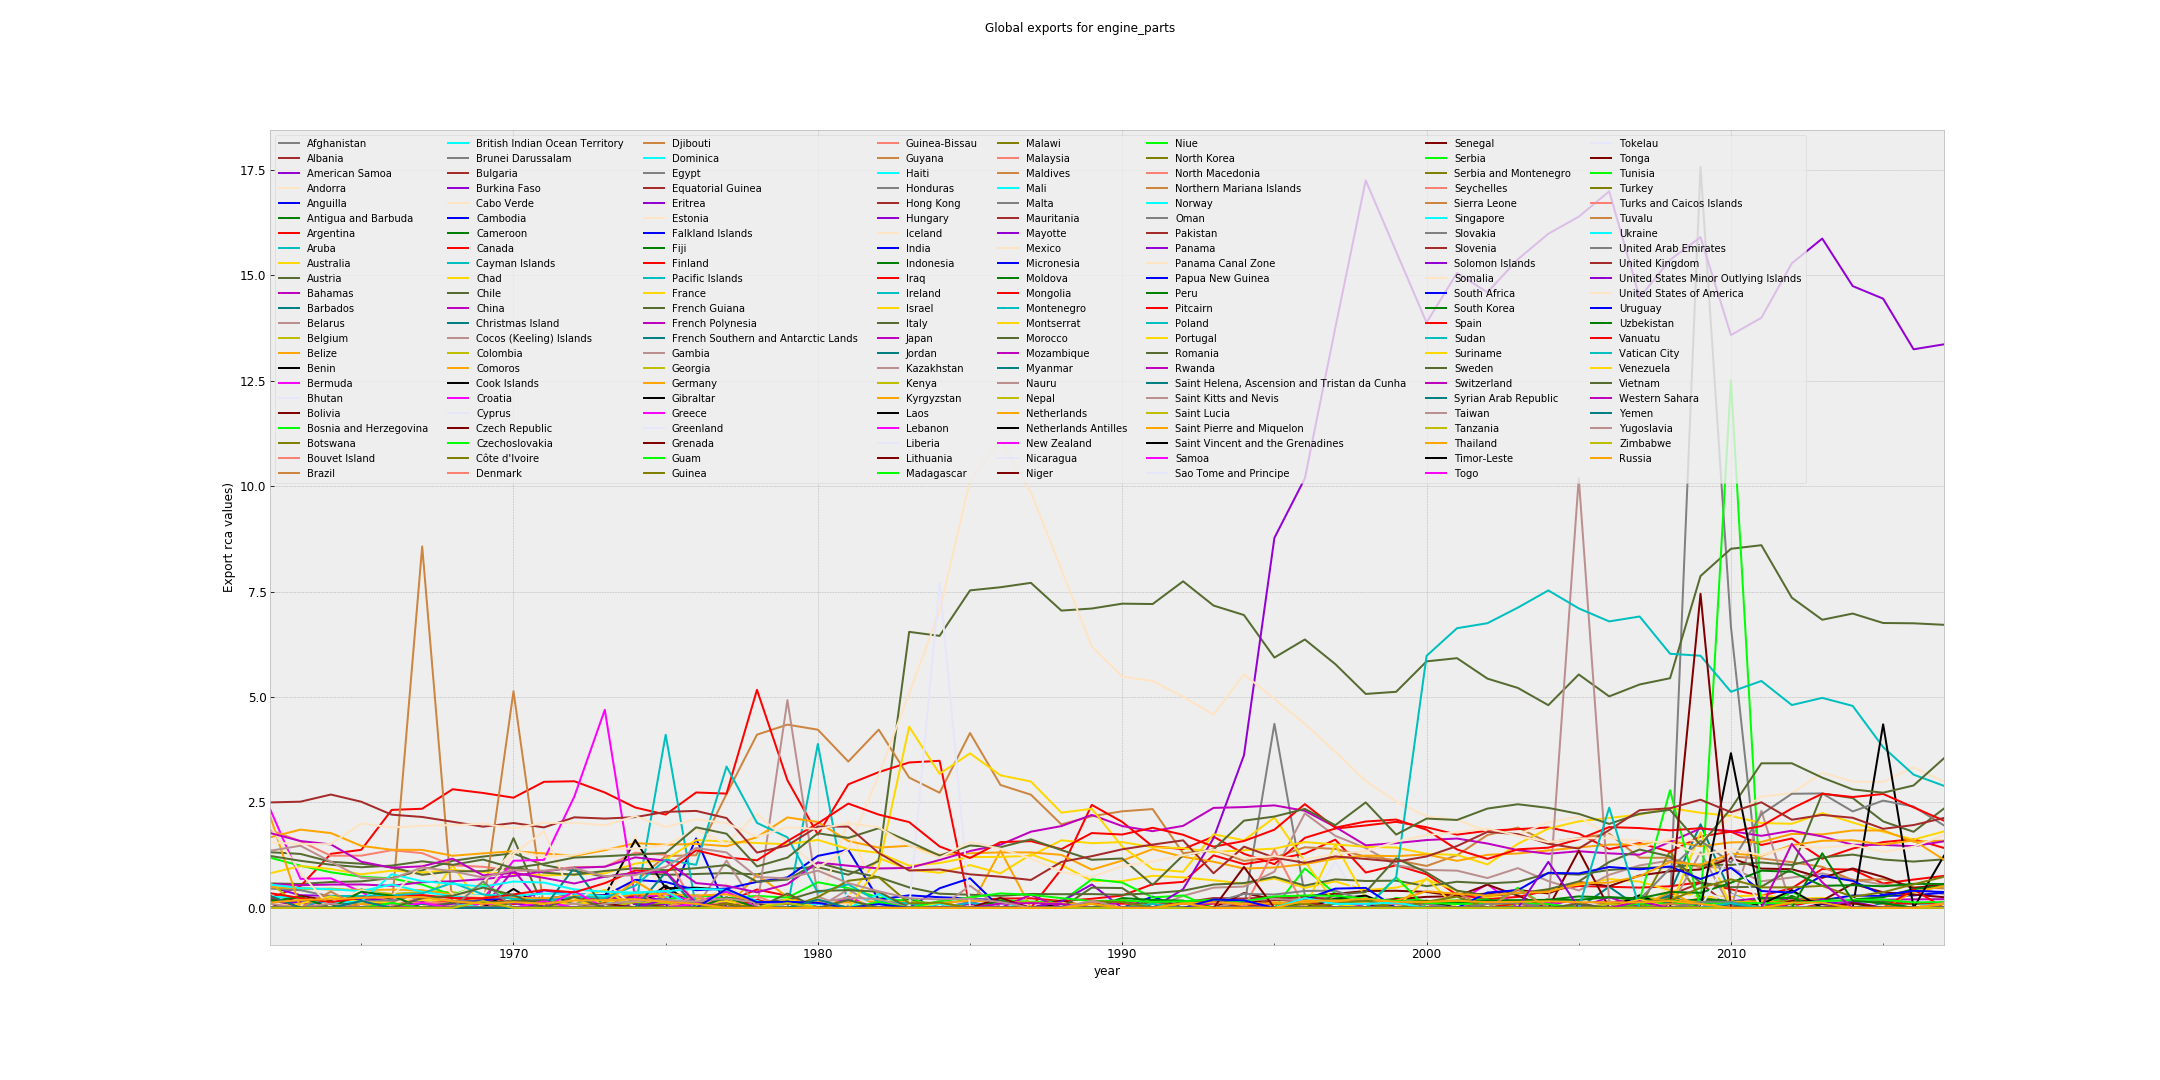 Global exports for engine_parts
17.5
15.0
12.5
10.0
7.5
5.0
2.5
0.0
Export rca values)
Afghanistan
Albania
American Samoa
Andorra
Anguilla
Antigua and Barbuda
Argentina
Aruba
Australia
Austria
Bahamas
Barbados
Belarus
Belgium
Belize
Benin
Bermuda
Bhutan
Bolivia
Bosnia and Herzegovina
Botswana
Bouvet Island
Brazil
British Indian Ocean Territory
Brunei Darussalam
Bulgaria
Burkina Faso
Cabo Verde
Cambodia
Cameroon
Canada
Cayman Islands
Chad
Chile
China
Christmas Island
Cocos (Keeling) Islands
Colombia
Comoros
Cook Islands
Croatia
Cyprus
Czech Republic
Czechoslovakia
Côte d'Ivoire
Denmark
Djibouti
Dominica
Egypt
Equatorial Guinea
Eritrea
Estonia
Falkland Islands
Fiji
Finland
Pacific Islands
France
French Guiana
French Polynesia
French Southern and Antarctic Lands
Gambia
Georgia
Germany
Gibraltar
Greece
Greenland
Grenada
Guam
Guinea
Guinea-Bissau
Guyana
Haiti
Honduras
Hong Kong
Hungary
Iceland
India
Indonesia
Iraq
Ireland
Israel
Italy
Japan
Jordan
Kazakhstan
Kenya
Kyrgyzstan
Laos
Lebanon
Liberia
Lithuania
Madagascar
Malawi
Malaysia
Maldives
Mali
Malta
Mauritania
Mayotte
Mexico
Micronesia
Moldova
Mongolia
Montenegro
Montserrat
Morocco
Mozambique
Myanmar
Nauru
Nepal
Netherlands
Netherlands Antilles
New Zealand
Nicaragua
Niger
Niue
North Korea
North Macedonia
Northern Mariana Islands
Norway
Oman
Pakistan
Panama
Panama Canal Zone
Papua New Guinea
Peru
Pitcairn
Poland
Portugal
Romania
Rwanda
Saint Helena, Ascension and Tristan da Cunha
Saint Kitts and Nevis
Saint Lucia
Saint Pierre and Miquelon
Saint Vincent and the Grenadines
Samoa
Sao Tome and Principe
Senegal
Serbia
Serbia and Montenegro
Seychelles
Sierra Leone
Singapore
Slovakia
Slovenia
Solomon Islands
Somalia
South Africa
South Korea
Spain
Sudan
Suriname
Sweden
Switzerland
Syrian Arab Republic
Taiwan
Tanzania
Thailand
Timor-Leste
Togo
Tokelau
Tonga
Tunisia
Turkey
Turks and Caicos Islands
Tuvalu
Ukraine
United Arab Emirates
United Kingdom
United States Minor Outlying Islands
United States of America
Uruguay
Uzbekistan
Vanuatu
Vatican City
Venezuela
Vietnam
Western Sahara
Yemen
Yugoslavia
Zimbabwe
Russia
1970
1980
1990
2000
2010
year